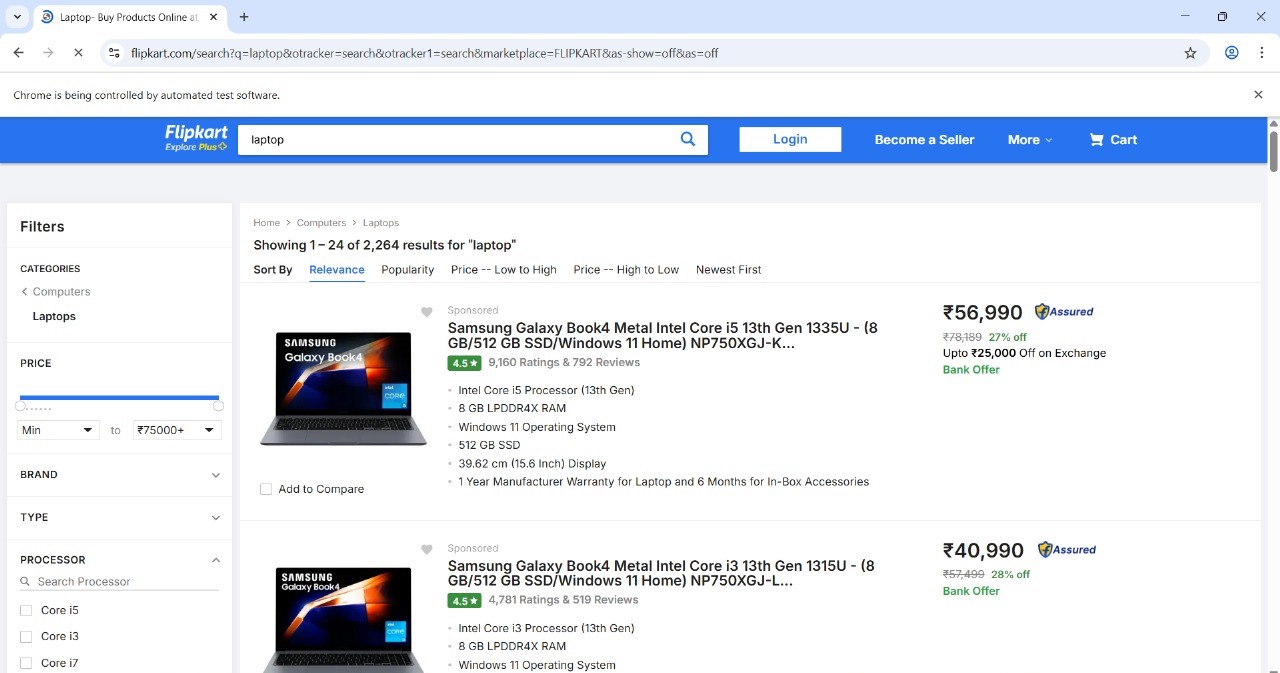 Laptop- Buy Products Online at
flipkart.com/search?q=laptop&otracker=search&otracker1=search&marketplace=FLIPKART&as-show=off&as=off
Chrome is being controlled by automated test software.
Flipkart
Explore Plus
laptop
Login
Become a Seller
More
Cart
Filters
CATEGORIES
Computers
Laptops
PRICE
Min
to
₹75000+
BRAND
TYPE
PROCESSOR
Search Processor
Core i5
Core i3
Core i7
Home
Computers
Laptops
Showing 1 – 24 of 2,264 results for "laptop"
Sort By
Relevance
Popularity
Price -- Low to High
Price -- High to Low
Newest First
SAMSUNG
Galaxy Book4
intel
CORE
Add to Compare
Sponsored
Samsung Galaxy Book4 Metal Intel Core i5 13th Gen 1335U - (8
GB/512 GB SSD/Windows 11 Home) NP750XGJ-K...
4.5
9,160 Ratings & 792 Reviews
Intel Core i5 Processor (13th Gen)
8 GB LPDDR4X RAM
Windows 11 Operating System
512 GB SSD
39.62 cm (15.6 Inch) Display
1 Year Manufacturer Warranty for Laptop and 6 Months for In-Box Accessories
₹56,990
Assured
₹78,189 27% off
Upto ₹25,000 Off on Exchange
Bank Offer
SAMSUNG
Galaxy Book4
intel
CORE
Sponsored
Samsung Galaxy Book4 Metal Intel Core i3 13th Gen 1315U - (8
GB/512 GB SSD/Windows 11 Home) NP750XGJ-L...
4.5
4,781 Ratings & 519 Reviews
Intel Core i3 Processor (13th Gen)
8 GB LPDDR4X RAM
Windows 11 Operating System
₹40,990
Assured
₹57,499 28% off
Bank Offer